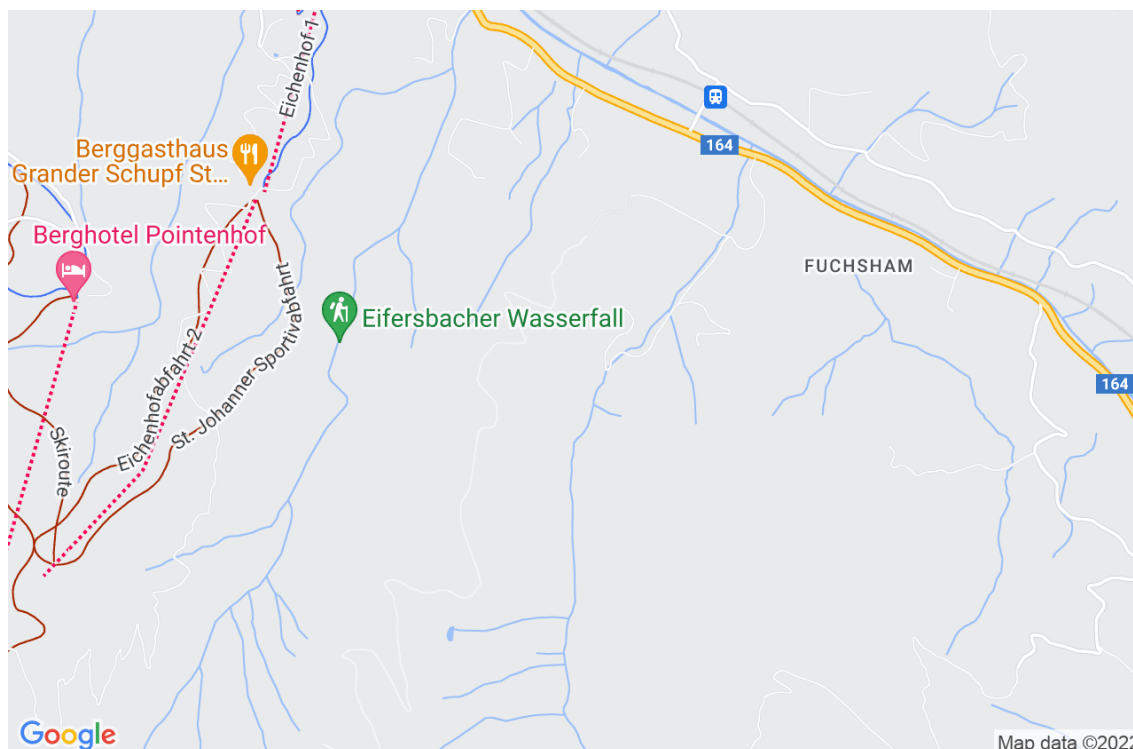 Eichenhof 1
164
Berggasthaus
Grander Schupf St...
Berghotel Pointenhof
FUCHSHAM
Eifersbacher Wasserfall
164
Eichenhofabfahrt 2
St. Johanner Sportivabfahrt
Skiroute
Google
Map data ©2022